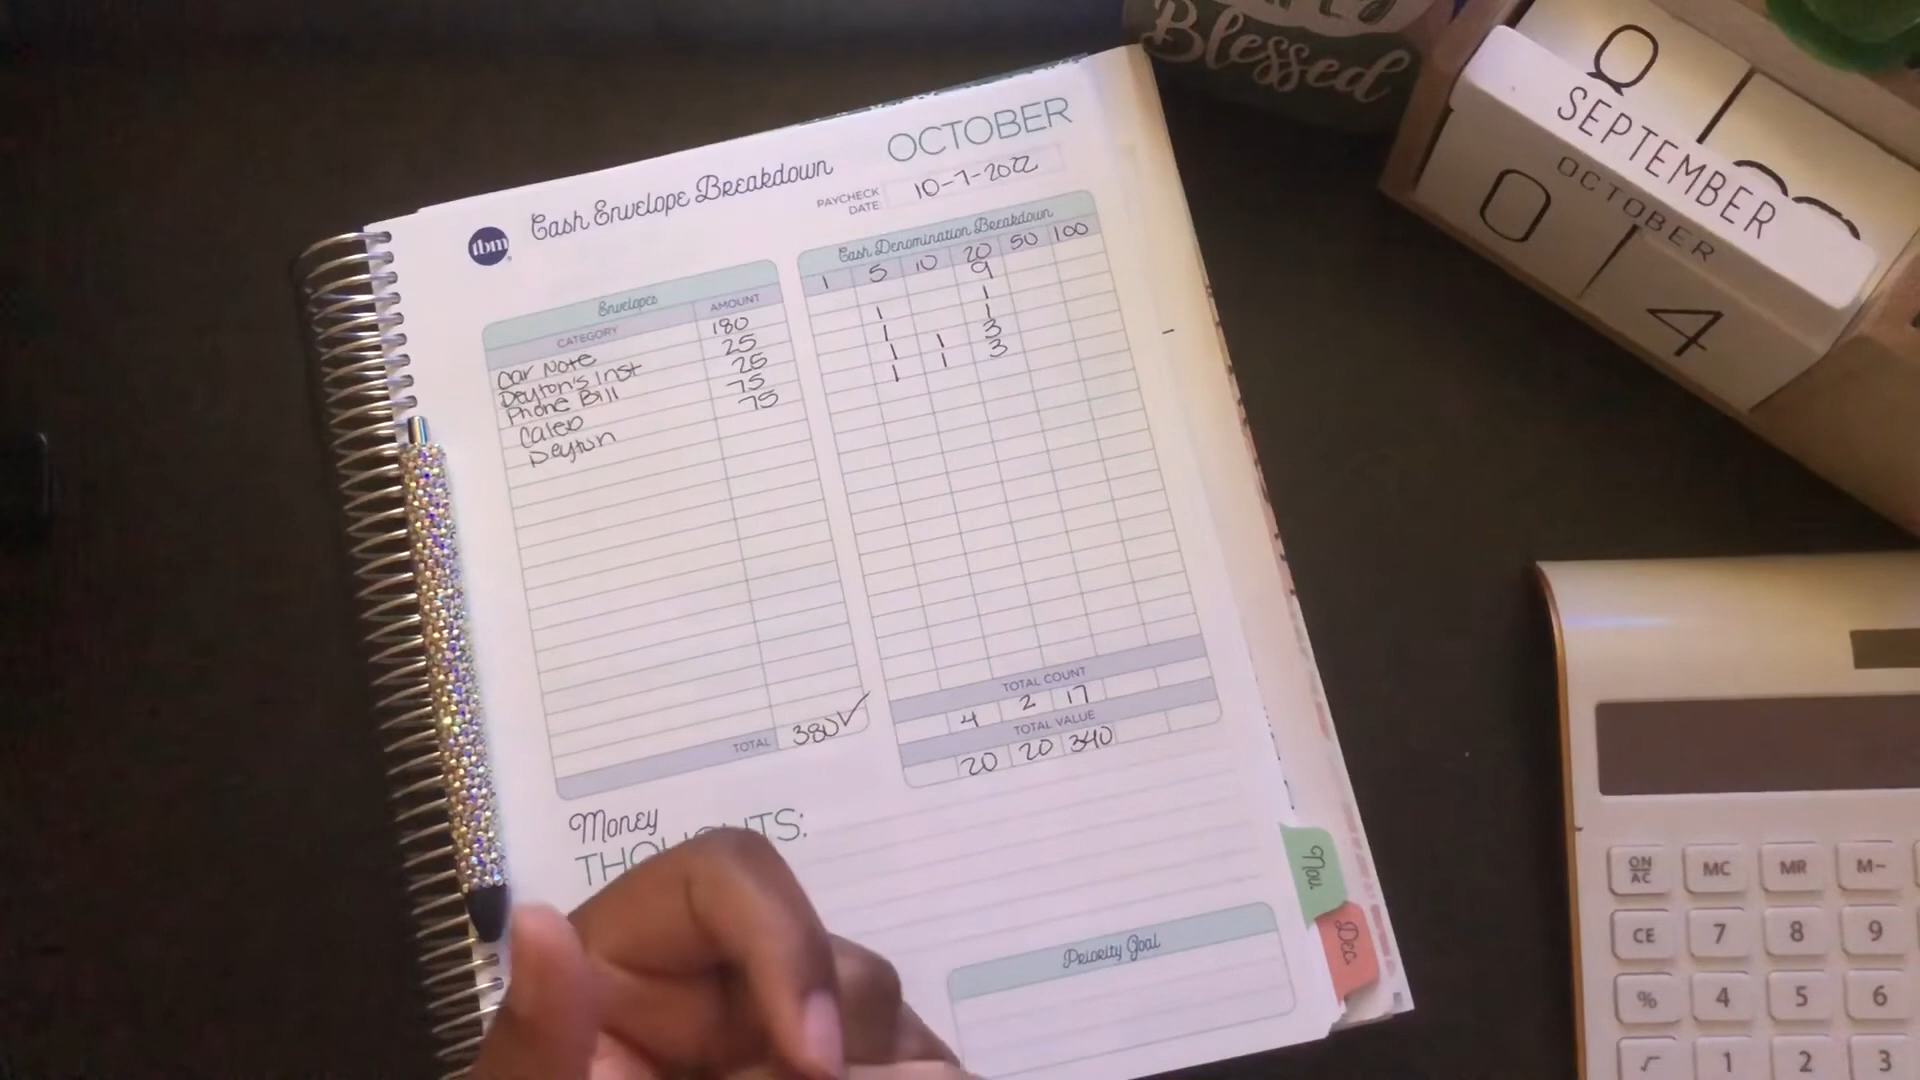 Blessed
SEPTEMBER
OCTOBER
0 4
OCTOBER
Cash Envelope Breakdown
tbm
PAYCHECK DATE: 10-7-2022
Envelopes
CATEGORY AMOUNT
Car Note 180
Deyton's Inst 25
Phone Bill 25
Caleb 75
Deyton 75
TOTAL 380✓
Cash Denomination Breakdown
1 5 10 20 50 100
9
1 1
1 1
1 1 3
1 1 3
TOTAL COUNT
4 2 17
TOTAL VALUE
20 20 340
Money
THOUGHTS:
Priority Goal
Nov.
Dec.
ON/AC MC MR M−
CE 7 8 9
% 4 5 6
√ 1 2 3